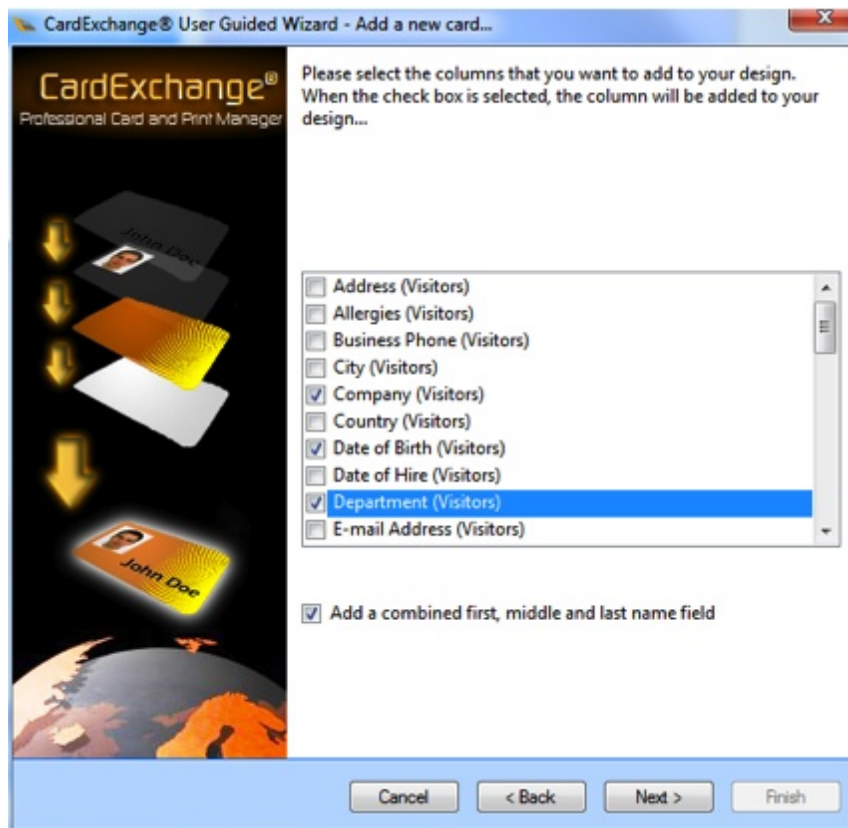 CardExchange® User Guided Wizard - Add a new card...
CardExchange®
Professional Card and Print Manager
John Doe
John Doe
Please select the columns that you want to add to your design.
When the check box is selected, the column will be added to your
design...
Address (Visitors)
Allergies (Visitors)
Business Phone (Visitors)
City (Visitors)
Company (Visitors)
Country (Visitors)
Date of Birth (Visitors)
Date of Hire (Visitors)
Department (Visitors)
E-mail Address (Visitors)
Add a combined first, middle and last name field
Cancel
< Back
Next >
Finish